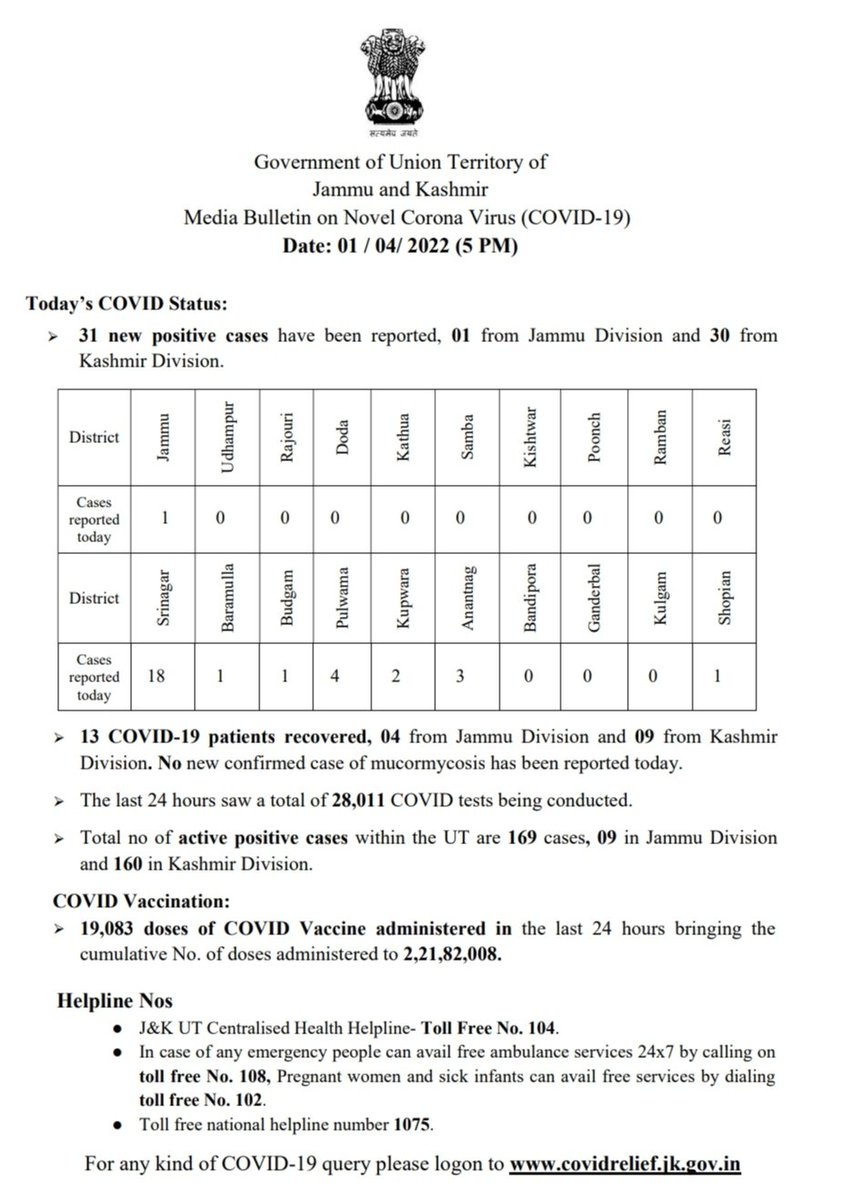 सत्यमेव जयते
Government of Union Territory of
Jammu and Kashmir
Media Bulletin on Novel Corona Virus (COVID-19)
Date: 01 / 04/ 2022 (5 PM)
Today’s COVID Status:
➢ 31 new positive cases have been reported, 01 from Jammu Division and 30 from
Kashmir Division.
District Jammu Udhampur Rajouri Doda Kathua Samba Kishtwar Poonch Ramban Reasi
Cases
reported
today 1 0 0 0 0 0 0 0 0 0
District Srinagar Baramulla Budgam Pulwama Kupwara Anantnag Bandipora Ganderbal Kulgam Shopian
Cases
reported
today 18 1 1 4 2 3 0 0 0 1
➢ 13 COVID-19 patients recovered, 04 from Jammu Division and 09 from Kashmir
Division. No new confirmed case of mucormycosis has been reported today.
➢ The last 24 hours saw a total of 28,011 COVID tests being conducted.
➢ Total no of active positive cases within the UT are 169 cases, 09 in Jammu Division
and 160 in Kashmir Division.
COVID Vaccination:
➢ 19,083 doses of COVID Vaccine administered in the last 24 hours bringing the
cumulative No. of doses administered to 2,21,82,008.
Helpline Nos
● J&K UT Centralised Health Helpline- Toll Free No. 104.
● In case of any emergency people can avail free ambulance services 24x7 by calling on
toll free No. 108, Pregnant women and sick infants can avail free services by dialing
toll free No. 102.
● Toll free national helpline number 1075.
For any kind of COVID-19 query please logon to www.covidrelief.jk.gov.in